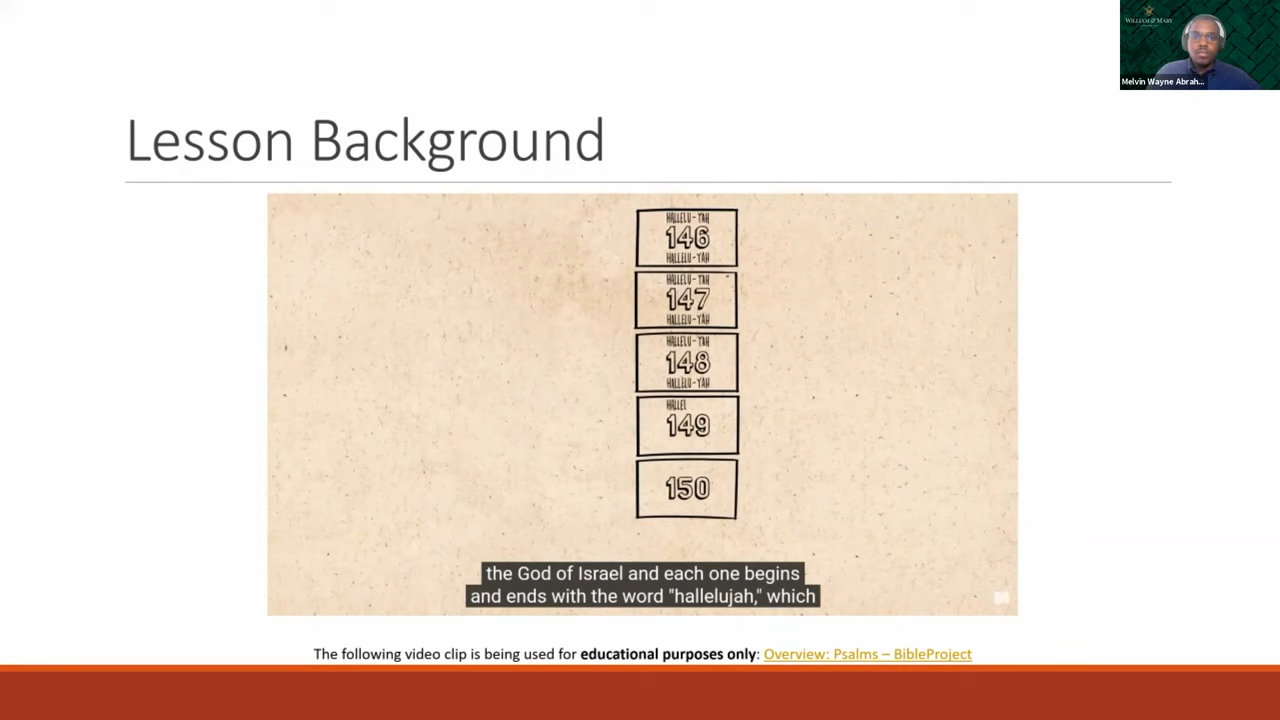 WILLIAM & MARY
Melvin Wayne Abrah...
Lesson Background
HALLELU-YAH
146
HALLELU-YAH
HALLELU-YAH
147
HALLELU-YAH
HALLELU-YAH
148
HALLELU-YAH
HALLEL
149
150
the God of Israel and each one begins
and ends with the word "hallelujah," which
The following video clip is being used for educational purposes only: Overview: Psalms – BibleProject